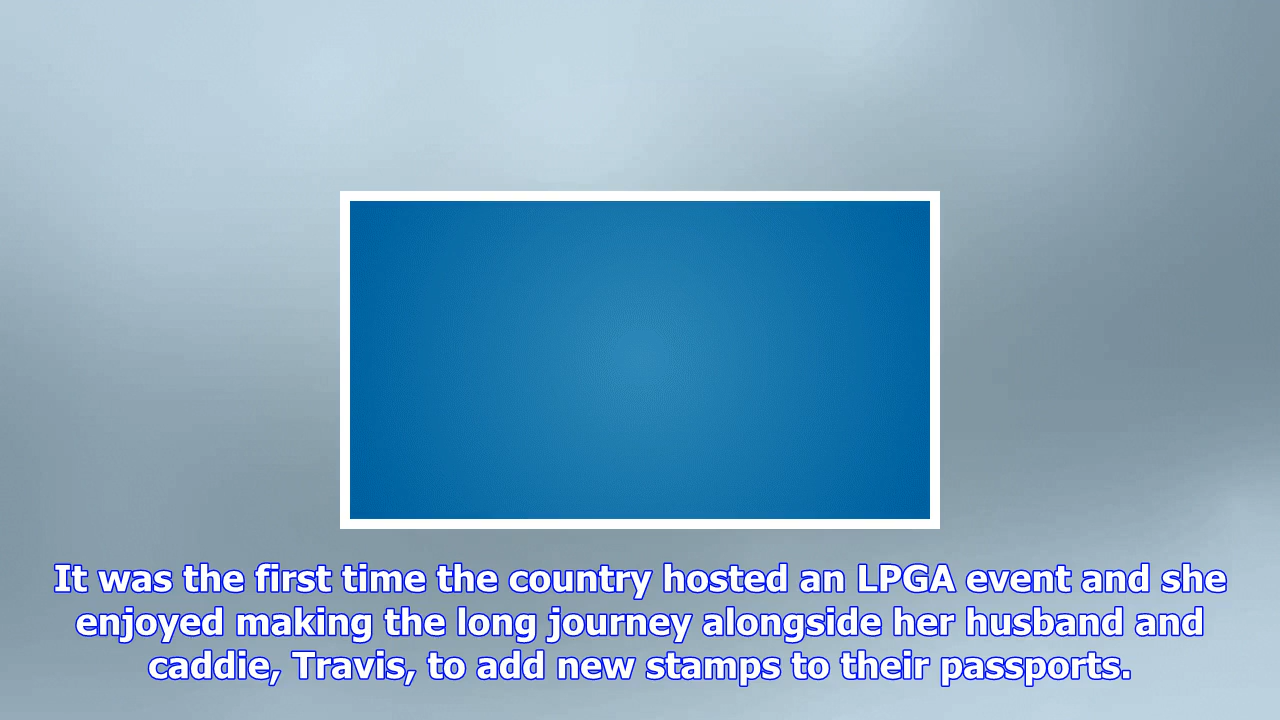 It was the first time the country hosted an LPGA event and she
enjoyed making the long journey alongside her husband and
caddie, Travis, to add new stamps to their passports.